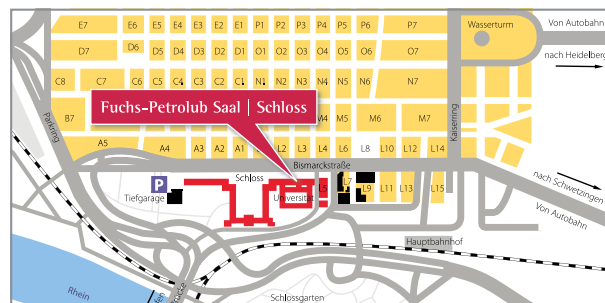 E7 E6 E5 E4 E3 E2 E1 P1 P2 P3 P4 P5 P6 P7
Wasserturm
Von Autobahn
D7 D6 D5 D4 D3 D2 D1 O1 O2 O3 O4 O5 O6 O7
nach Heidelberg
C8 C7 C6 C5 C4 C3 C2 C1 N1 N2 N3 N4 N5 N6 N7
Fuchs-Petrolub Saal | Schloss
B7 M4 M5 M6 M7
Parkring
Kaiserring
A5 A4 A3 A2 A1 L2 L3 L4 L6 L8 L10 L12 L14
Bismarckstraße
Schloss
P
Tiefgarage
Universität
L5 L7 L9 L11 L13 L15
nach Schwetzingen
Von Autobahn
Hauptbahnhof
Rhein
Schlossgarten